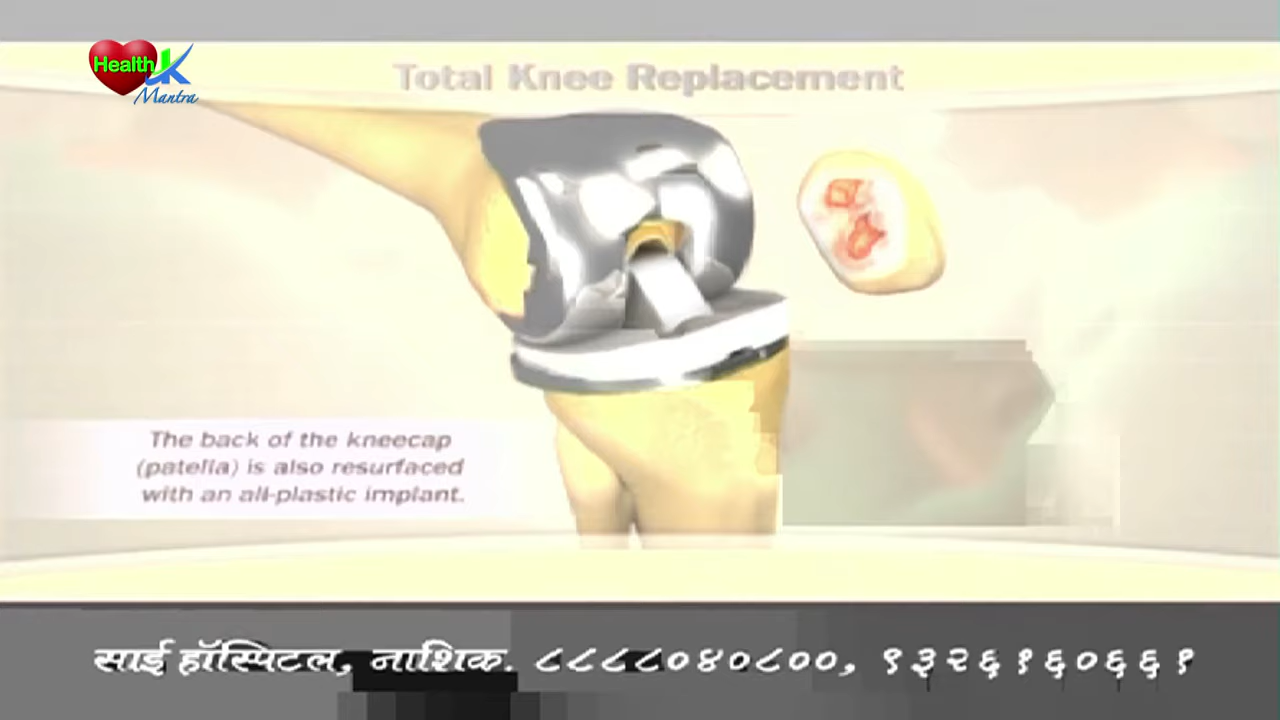 Health
JK
Mantra
Total Knee Replacement
The back of the kneecap
(patella) is also resurfaced
with an all-plastic implant.
साई हॉस्पिटल, नाशिक. ८८८८०४०८००, ९३२६१६०६६१